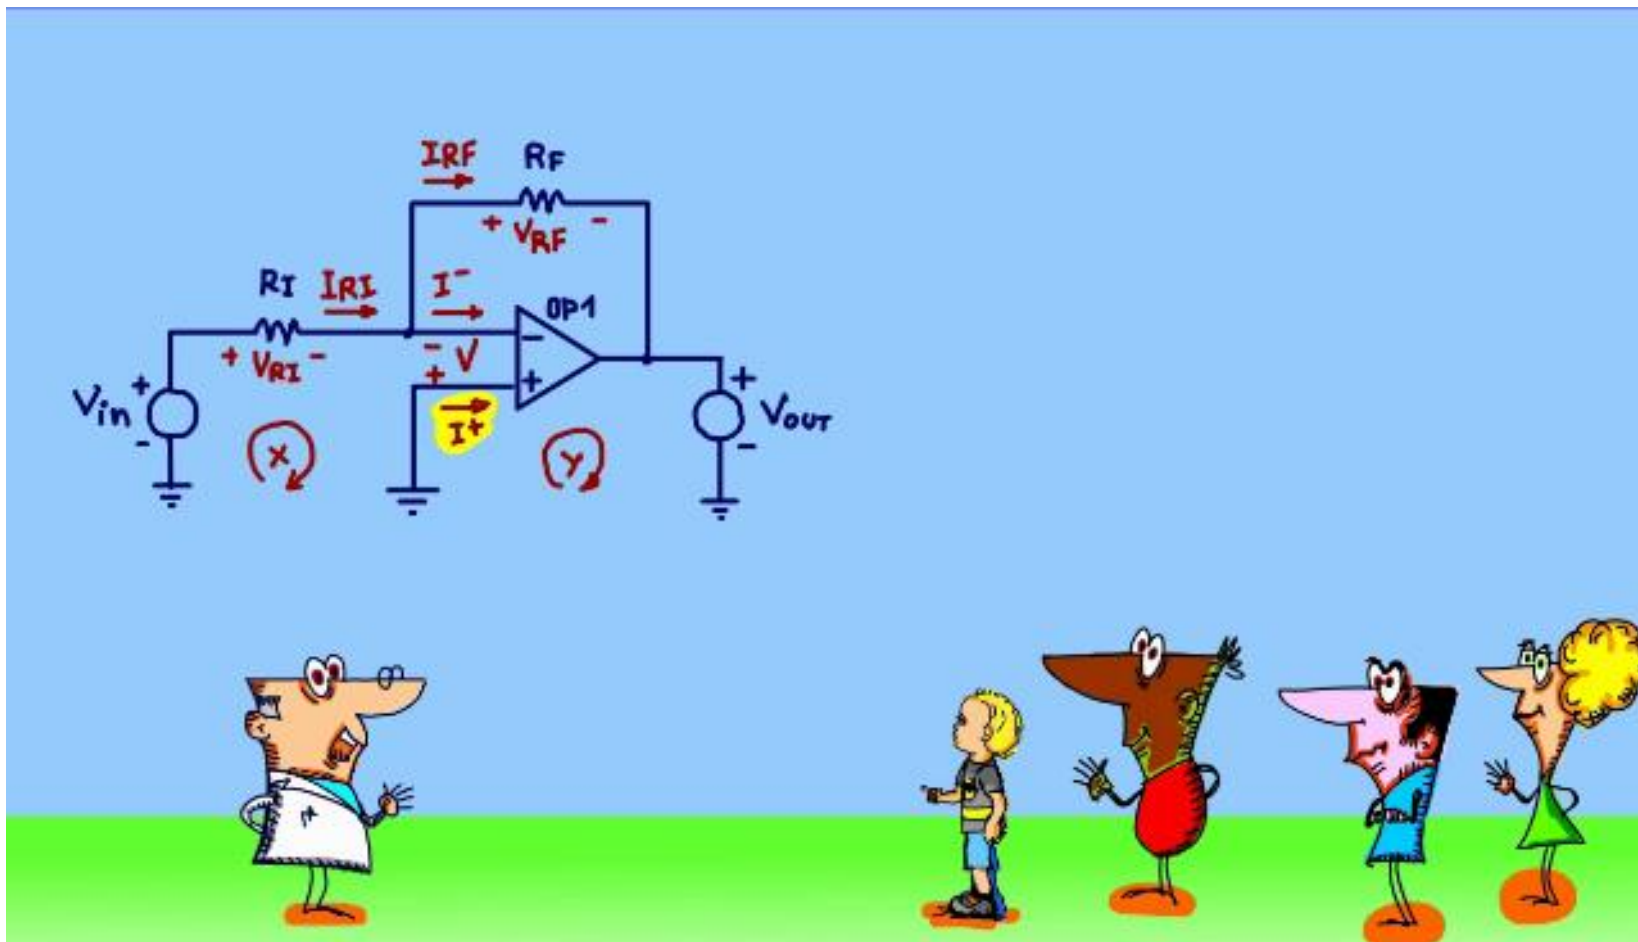 IRF RF
+ VRF -
RI IRI I- OP1
+ VRI - - V -
+ +
Vin + -
I+
+ VOUT -
X Y